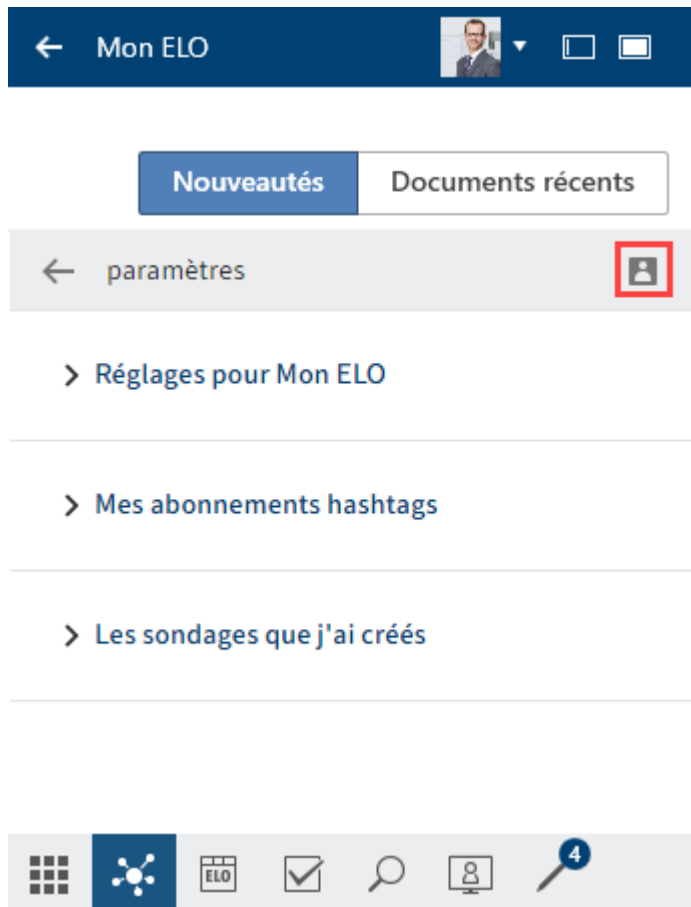 Mon ELO
Nouveautés Documents récents
paramètres
Réglages pour Mon ELO
Mes abonnements hashtags
Les sondages que j'ai créés
ELO
4